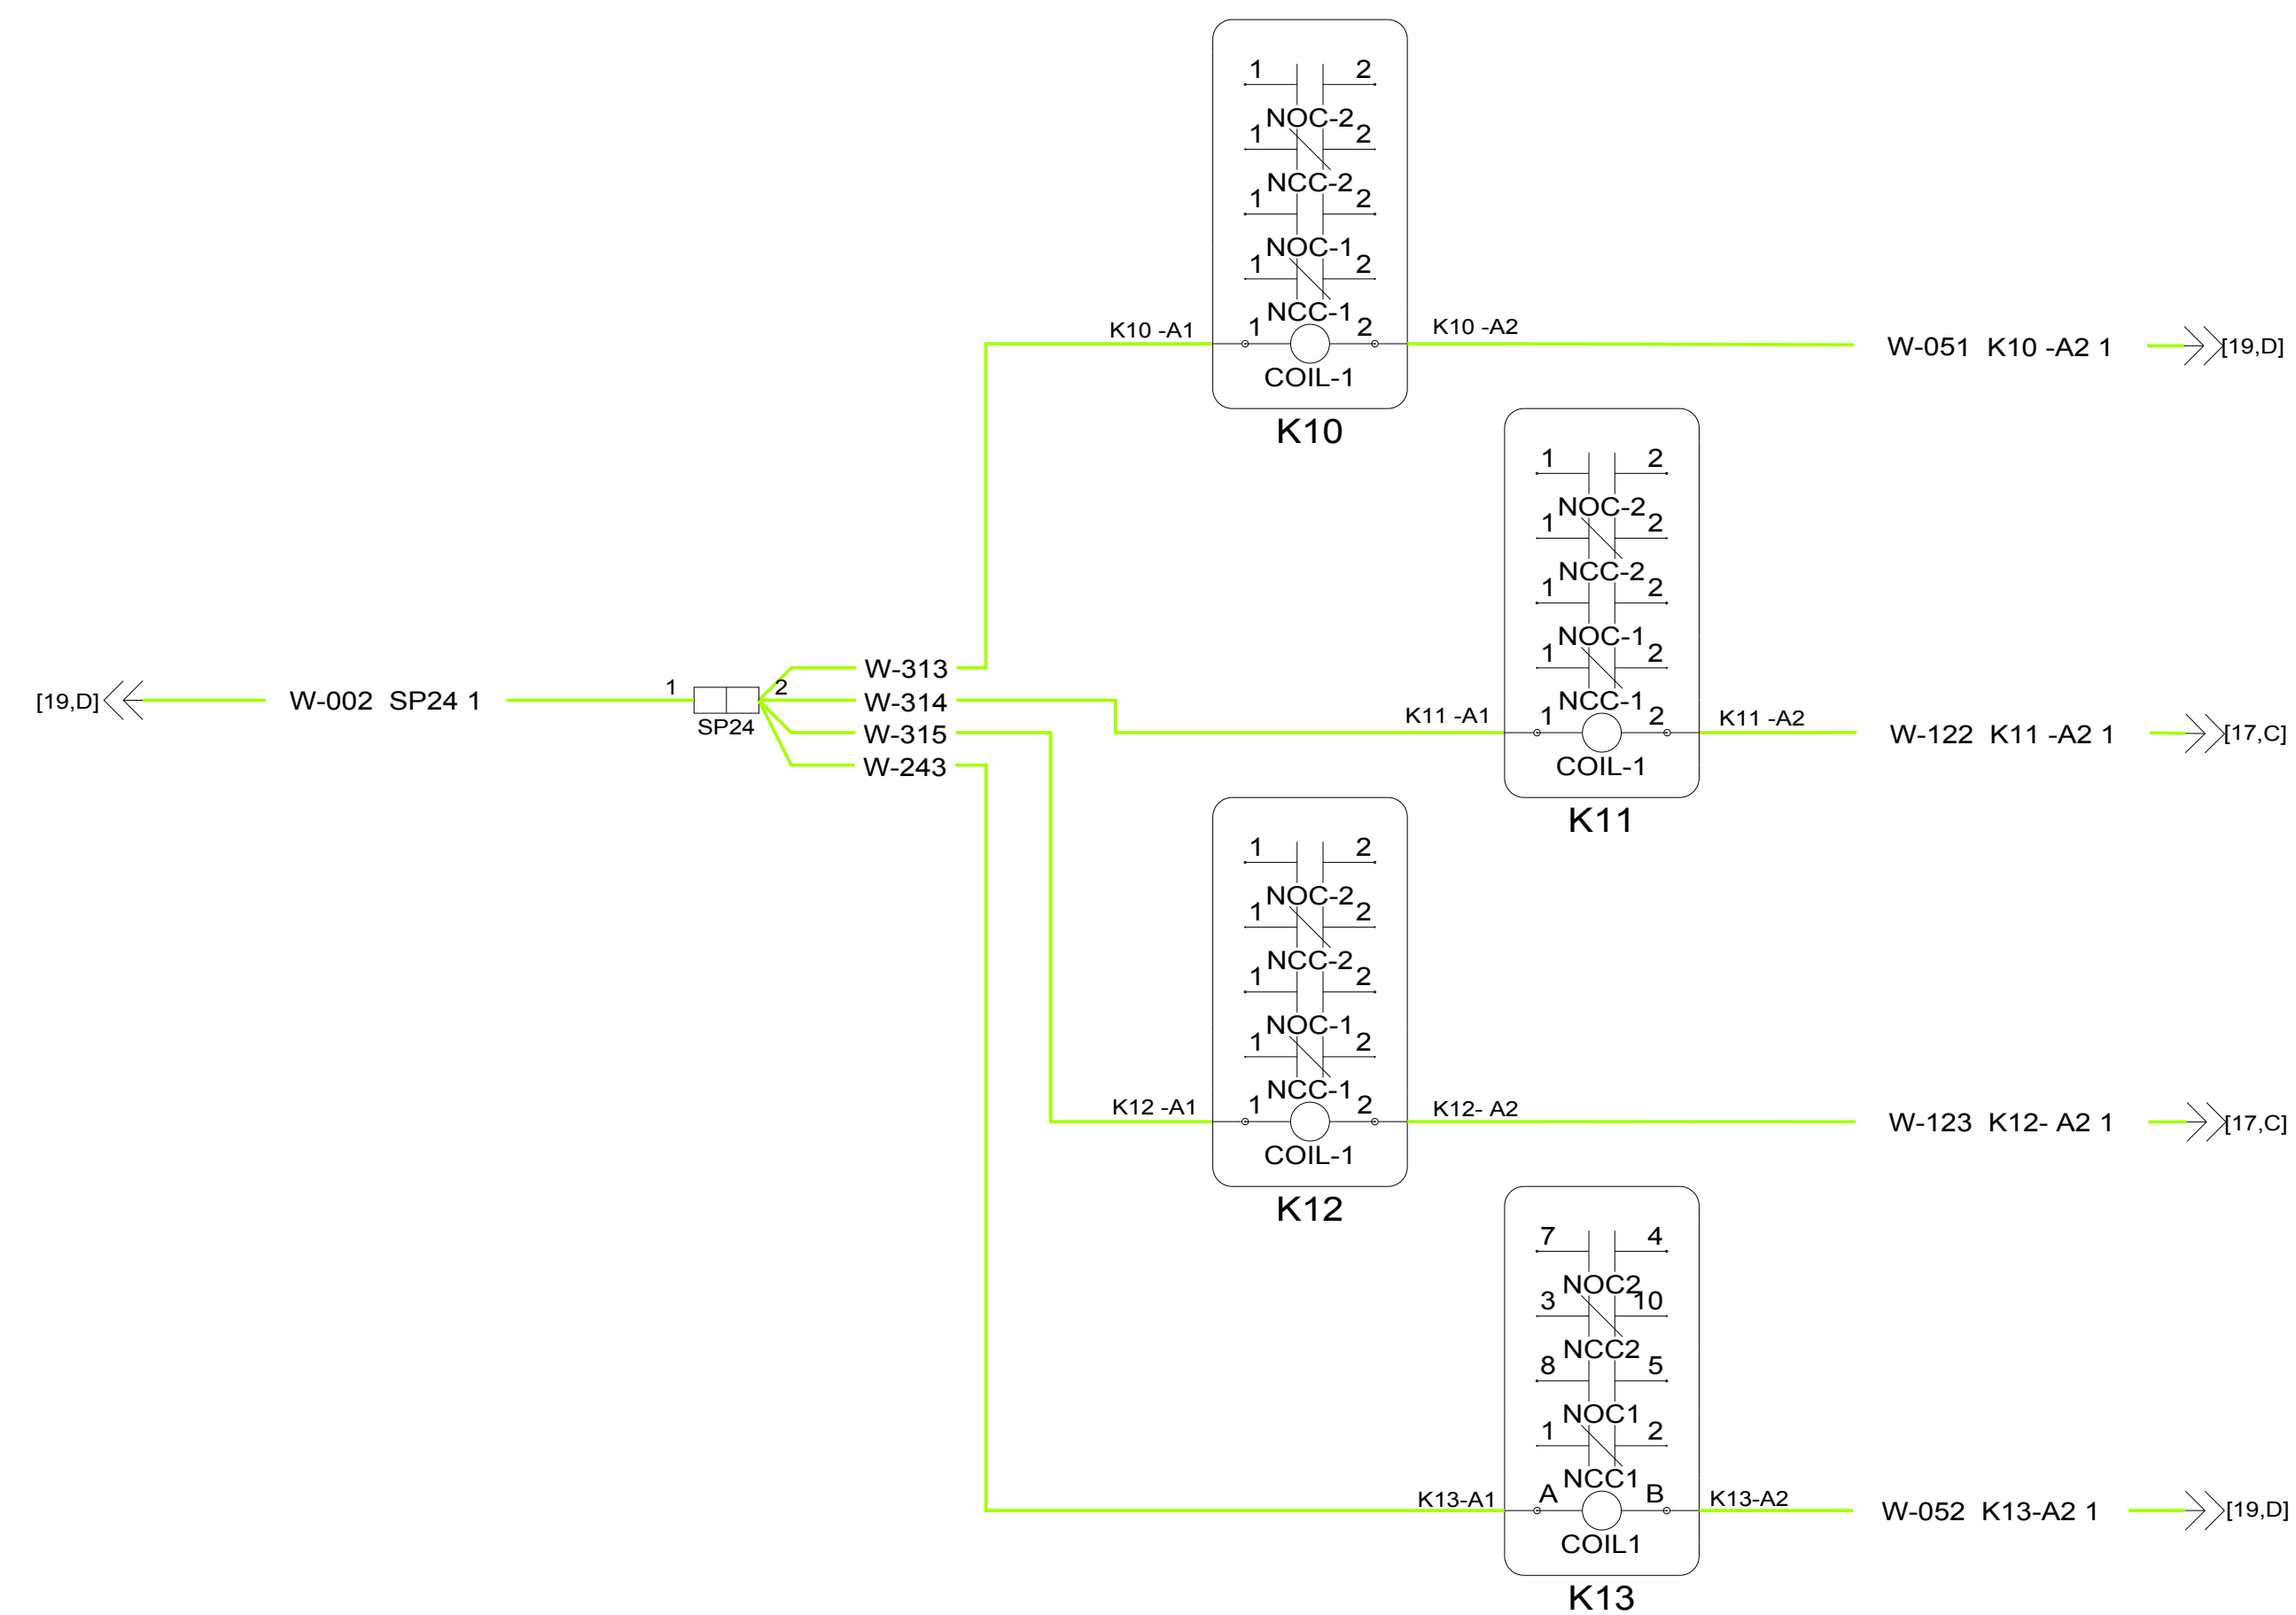 1 2
NOC-2
1 2
NCC-2
1 2
NOC-1
1 2
NCC-1
K10 -A1 1 2 K10 -A2
COIL-1
K10
W-051 K10 -A2 1 [19,D]
1 2
NOC-2
1 2
NCC-2
1 2
NOC-1
1 2
NCC-1
K11 -A1 1 2 K11 -A2
COIL-1
K11
W-122 K11 -A2 1 [17,C]
[19,D] W-002 SP24 1 1 2
SP24
W-313
W-314
W-315
W-243
1 2
NOC-2
1 2
NCC-2
1 2
NOC-1
1 2
NCC-1
K12 -A1 1 2 K12- A2
COIL-1
K12
W-123 K12- A2 1 [17,C]
7 4
NOC2
3 10
NCC2
8 5
NOC1
1 2
NCC1
K13-A1 A B K13-A2
COIL1
K13
W-052 K13-A2 1 [19,D]